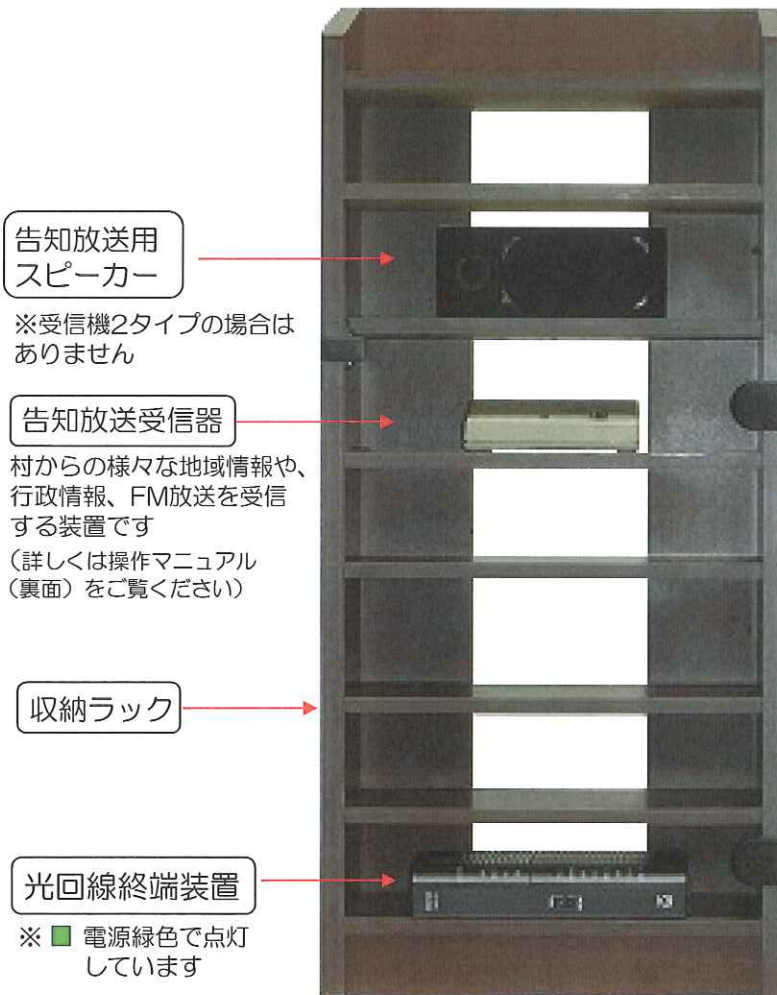 告知放送用
スピーカー
※受信機2タイプの場合は
ありません
告知放送受信器
村からの様々な地域情報や、
行政情報、FM放送を受信
する装置です
（詳しくは操作マニュアル
（裏面）をご覧ください）
収納ラック
光回線終端装置
※ ■ 電源緑色で点灯
しています